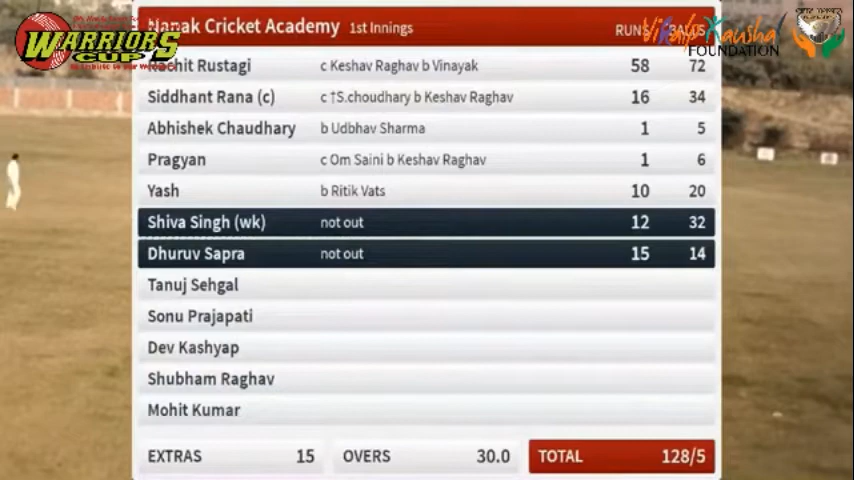 Nanak Cricket Academy 1st Innings RUNS BALLS
WARRIORS
CUP
FOUNDATION
Rachit Rustagi c Keshav Raghav b Vinayak 58 72
Siddhant Rana (c) c †S.choudhary b Keshav Raghav 16 34
Abhishek Chaudhary b Udbhav Sharma 1 5
Pragyan c Om Saini b Keshav Raghav 1 6
Yash b Ritik Vats 10 20
Shiva Singh (wk) not out 12 32
Dhuruv Sapra not out 15 14
Tanuj Sehgal
Sonu Prajapati
Dev Kashyap
Shubham Raghav
Mohit Kumar
EXTRAS 15 OVERS 30.0 TOTAL 128/5